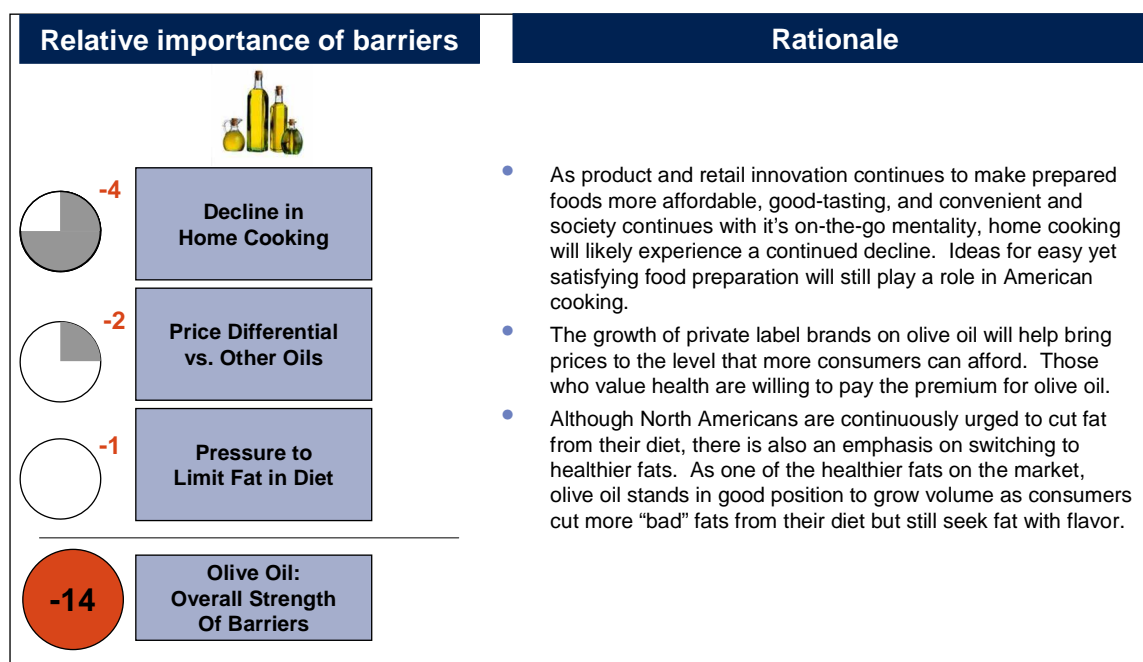 Relative importance of barriers
Rationale
-4
Decline in
Home Cooking
-2
Price Differential
vs. Other Oils
-1
Pressure to
Limit Fat in Diet
-14
Olive Oil:
Overall Strength
Of Barriers
• As product and retail innovation continues to make prepared
foods more affordable, good-tasting, and convenient and
society continues with it's on-the-go mentality, home cooking
will likely experience a continued decline.  Ideas for easy yet
satisfying food preparation will still play a role in American
cooking.
• The growth of private label brands on olive oil will help bring
prices to the level that more consumers can afford.  Those
who value health are willing to pay the premium for olive oil.
• Although North Americans are continuously urged to cut fat
from their diet, there is also an emphasis on switching to
healthier fats.  As one of the healthier fats on the market,
olive oil stands in good position to grow volume as consumers
cut more “bad” fats from their diet but still seek fat with flavor.